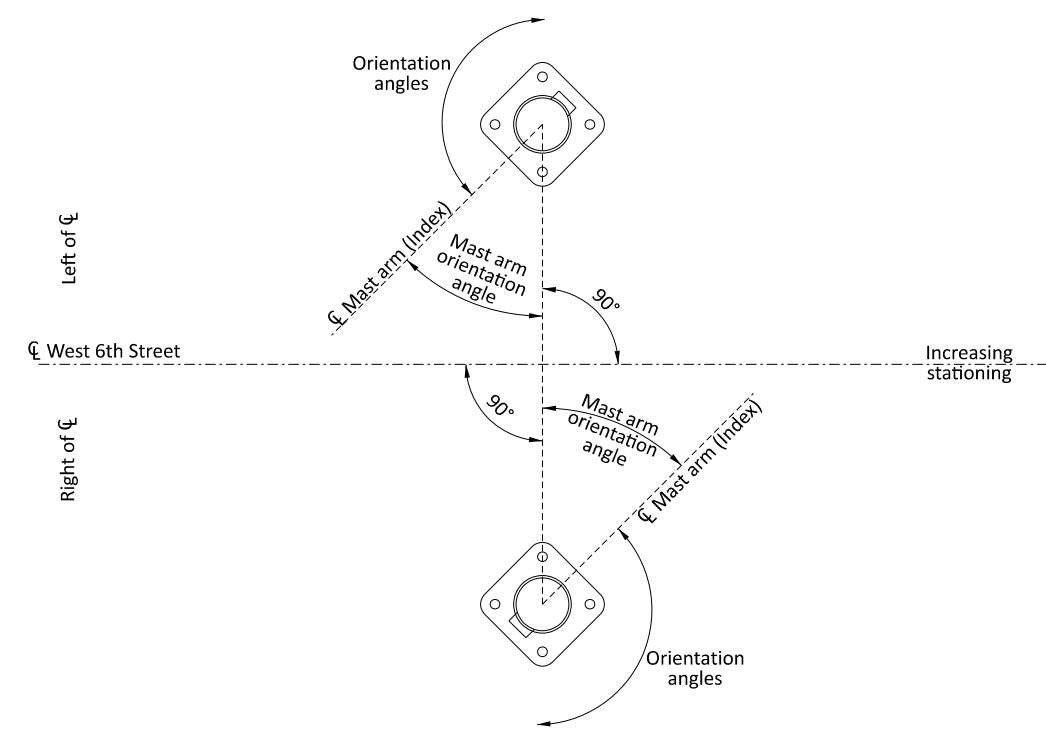 Orientation
angles
Left of ℄
℄ Mast arm (Index)
Mast arm
orientation
angle
90°
℄ West 6th Street
Increasing
stationing
90°
Mast arm
orientation
angle
Right of ℄
℄ Mast arm (Index)
Orientation
angles